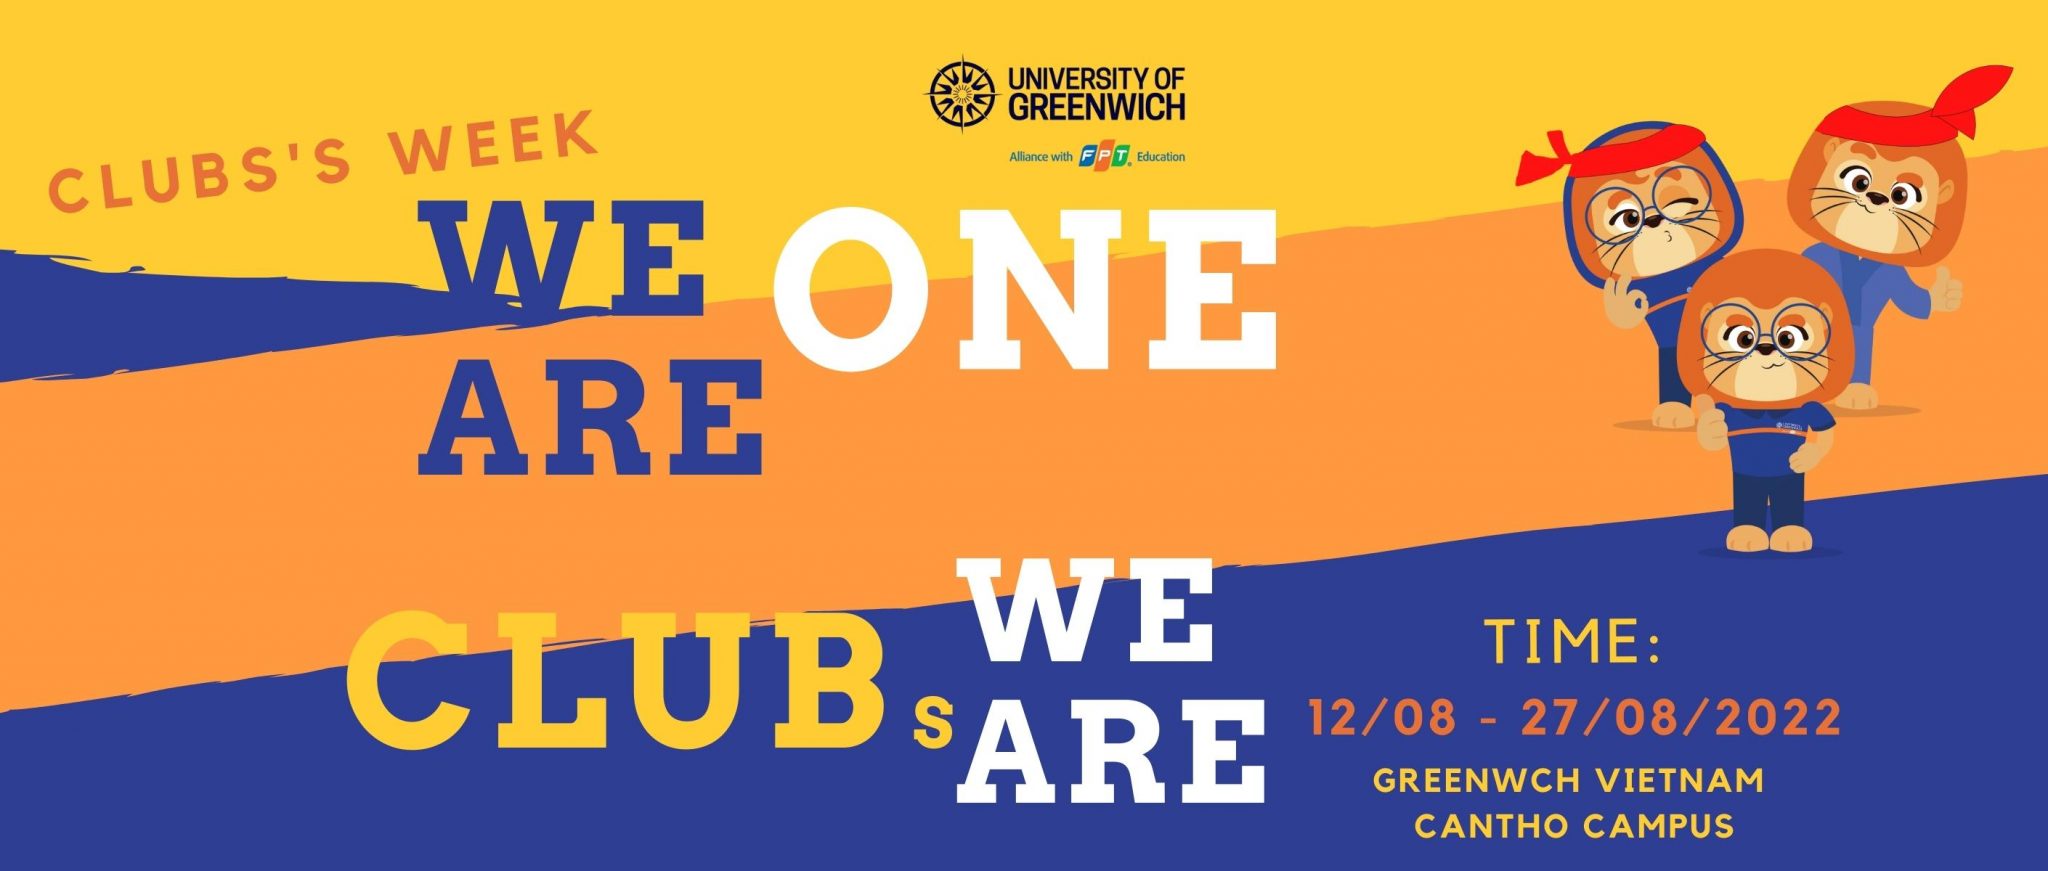 UNIVERSITY OF
GREENWICH
Alliance with FPT Education
CLUBS'S WEEK
WE
ARE
ONE
CLUBS
WE
ARE
TIME:
12/08 - 27/08/2022
GREENWCH VIETNAM
CANTHO CAMPUS